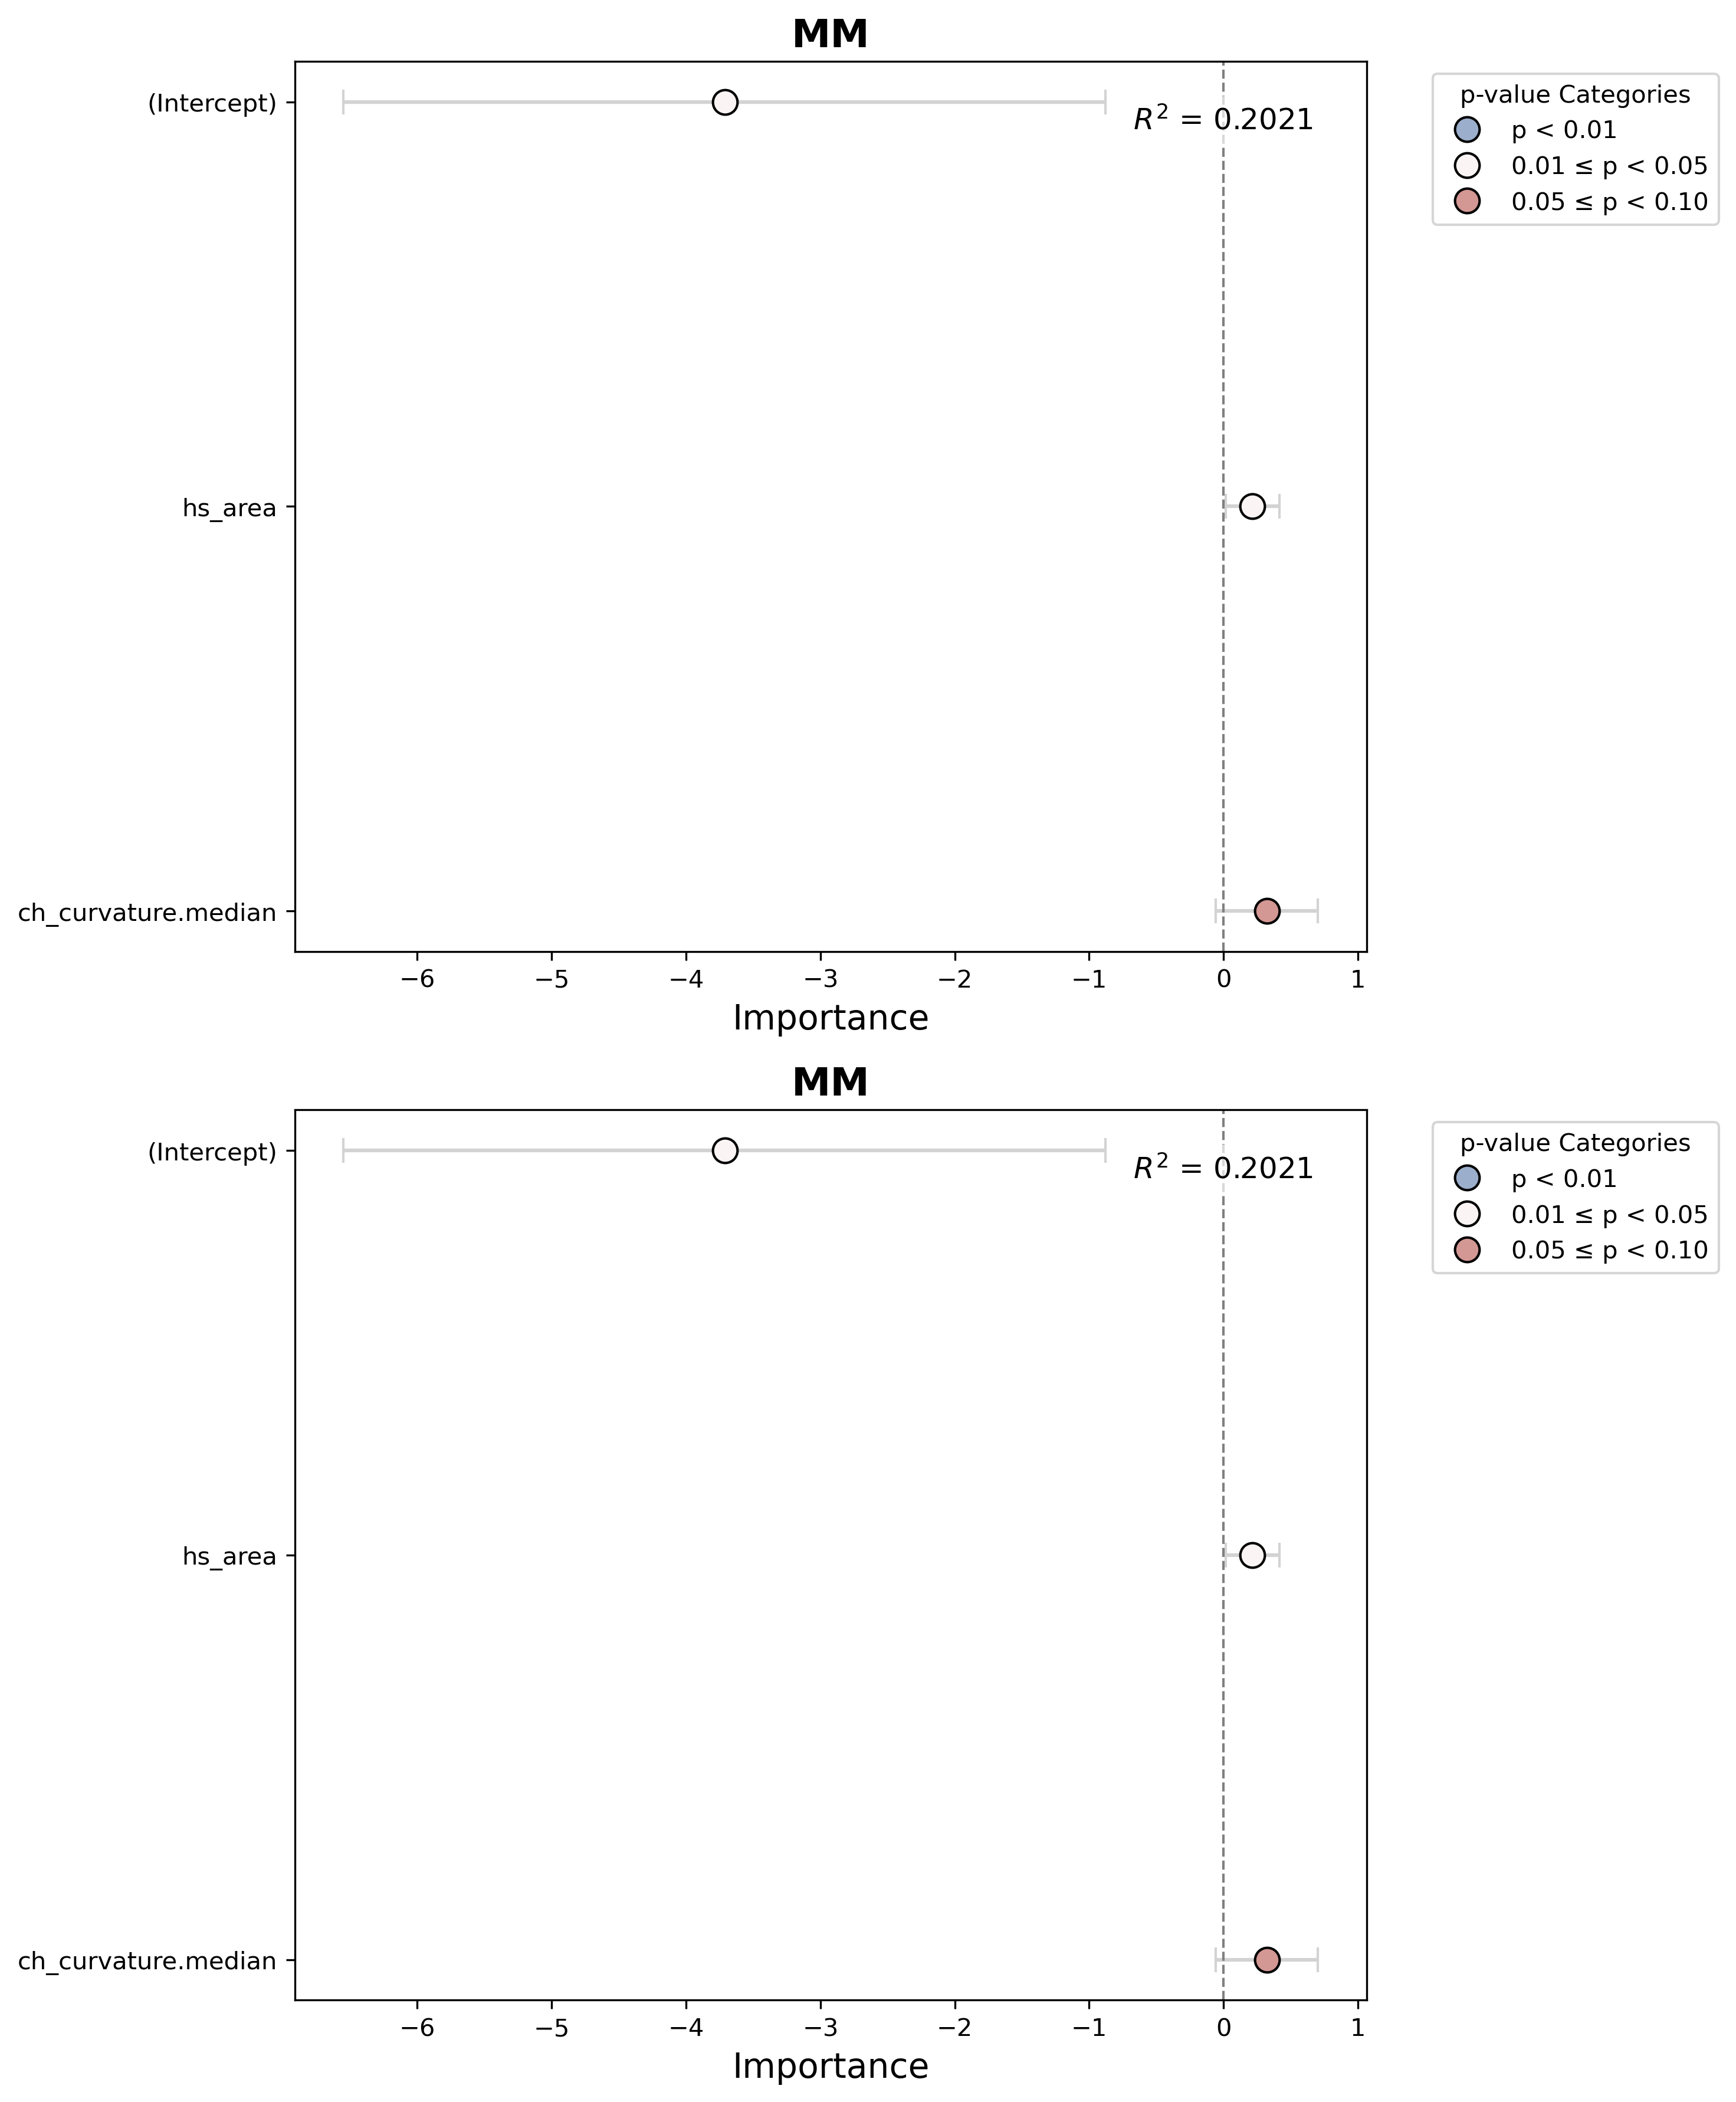 MM
(Intercept)
R² = 0.2021
hs_area
ch_curvature.median
−6 −5 −4 −3 −2 −1 0 1
Importance
p-value Categories
p < 0.01
0.01 ≤ p < 0.05
0.05 ≤ p < 0.10
MM
(Intercept)
R² = 0.2021
hs_area
ch_curvature.median
−6 −5 −4 −3 −2 −1 0 1
Importance
p-value Categories
p < 0.01
0.01 ≤ p < 0.05
0.05 ≤ p < 0.10